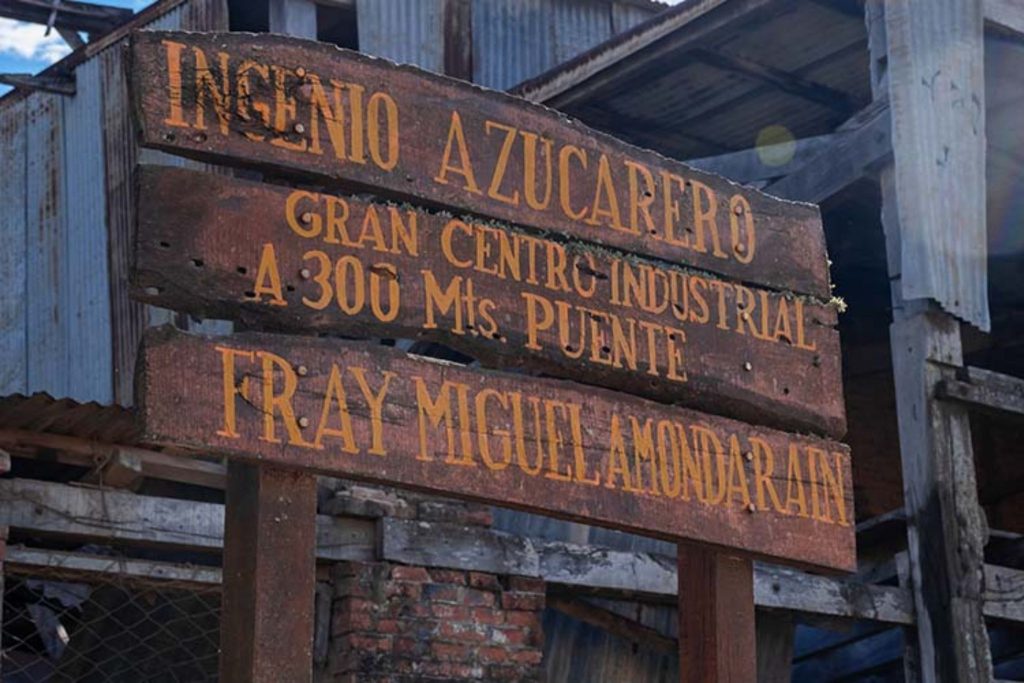 INGENIO AZUCARERO
GRAN CENTRO INDUSTRIAL
A 300 Mts. PUENTE
FRAY MIGUEL AMONDARAIN